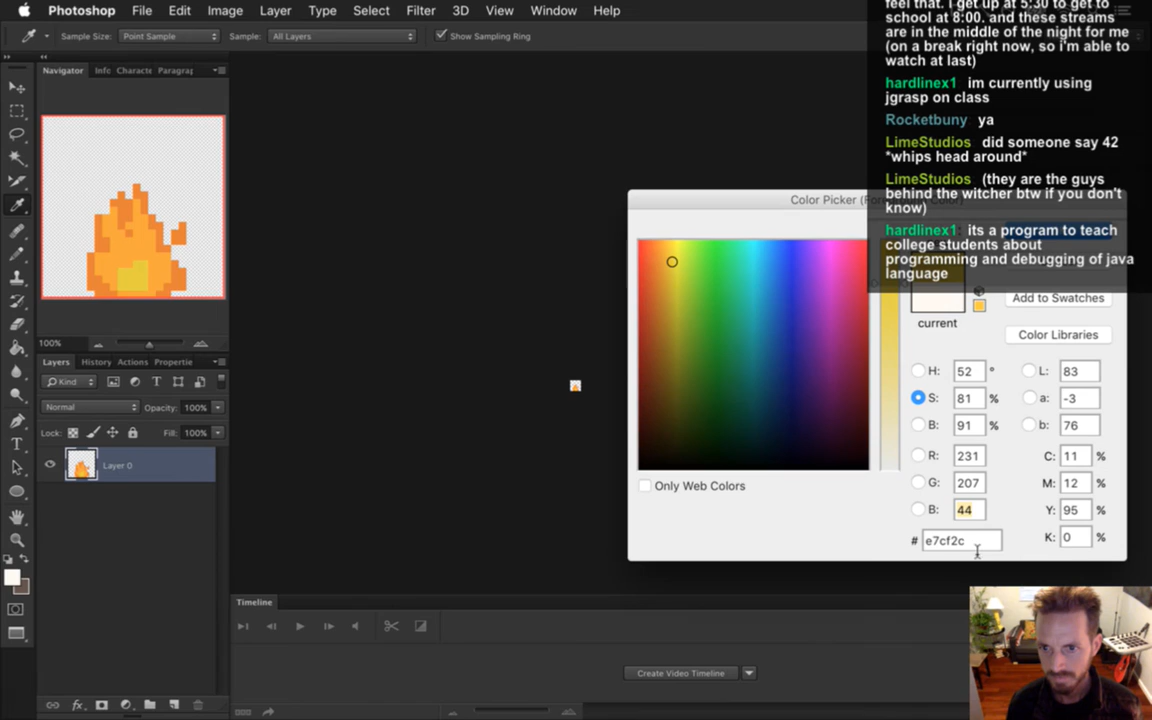 Photoshop File Edit Image Layer Type Select Filter 3D View Window Help
Sample Size: Point Sample Sample: All Layers Show Sampling Ring
feel that. I get up at 5:30 to get to
school at 8:00. and these streams
are in the middle of the night for me
(on a break right now, so i'm able to
watch at last)
hardlinex1 im currently using
jgrasp on class
Rocketbuny ya
LimeStudios did someone say 42
*whips head around*
LimeStudios (they are the guys
behind the witcher btw if you don't
know)
hardlinex1: its a program to teach
college students about
programming and debugging of java
language
Navigator Info Characte Paragraj
100%
Layers History Actions Propertie
Kind
Normal Opacity: 100%
Lock: Fill: 100%
Layer 0
Color Picker
current
Add to Swatches
Color Libraries
H: 52 ° L: 83
S: 81 % a: -3
B: 91 % b: 76
R: 231 C: 11 %
G: 207 M: 12 %
B: 44 Y: 95 %
# e7cf2c K: 0 %
Only Web Colors
Timeline
Create Video Timeline